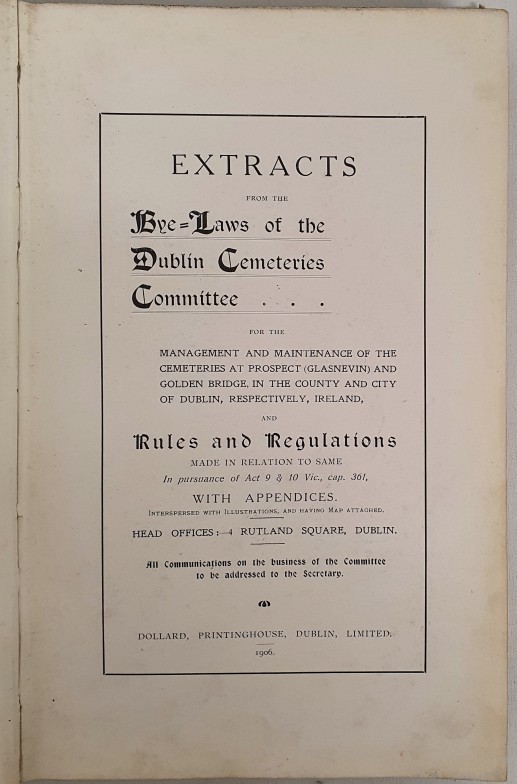 EXTRACTS
FROM THE
Bye=Laws of the
Dublin Cemeteries
Committee . . .
FOR THE
MANAGEMENT AND MAINTENANCE OF THE
CEMETERIES AT PROSPECT (GLASNEVIN) AND
GOLDEN BRIDGE, IN THE COUNTY AND CITY
OF DUBLIN, RESPECTIVELY, IRELAND,
AND
Rules and Regulations
MADE IN RELATION TO SAME
In pursuance of Act 9 & 10 Vic., cap. 361,
WITH APPENDICES.
INTERSPERSED WITH ILLUSTRATIONS, AND HAVING MAP ATTACHED.
HEAD OFFICES:—4 RUTLAND SQUARE, DUBLIN.
All Communications on the business of the Committee
to be addressed to the Secretary.
DOLLARD, PRINTINGHOUSE, DUBLIN, LIMITED.
1906.